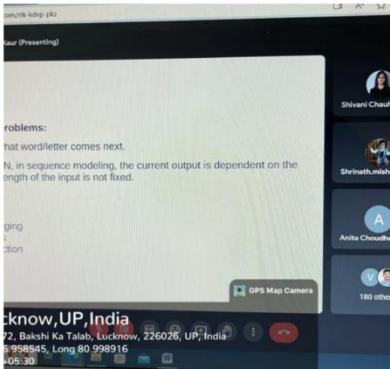 com/rtk-kdvp-pkz
Kaur (Presenting)
roblems:
hat word/letter comes next.
N, in sequence modeling, the current output is dependent on the
ength of the input is not fixed.
ging
ction
Shivani Chauh
Shrinath.mish
A
Anita Choudh
V
180 othe
GPS Map Camera
cknow,UP,India
72, Bakshi Ka Talab, Lucknow, 226026, UP, India
5.958545, Long 80.998916
+05:30